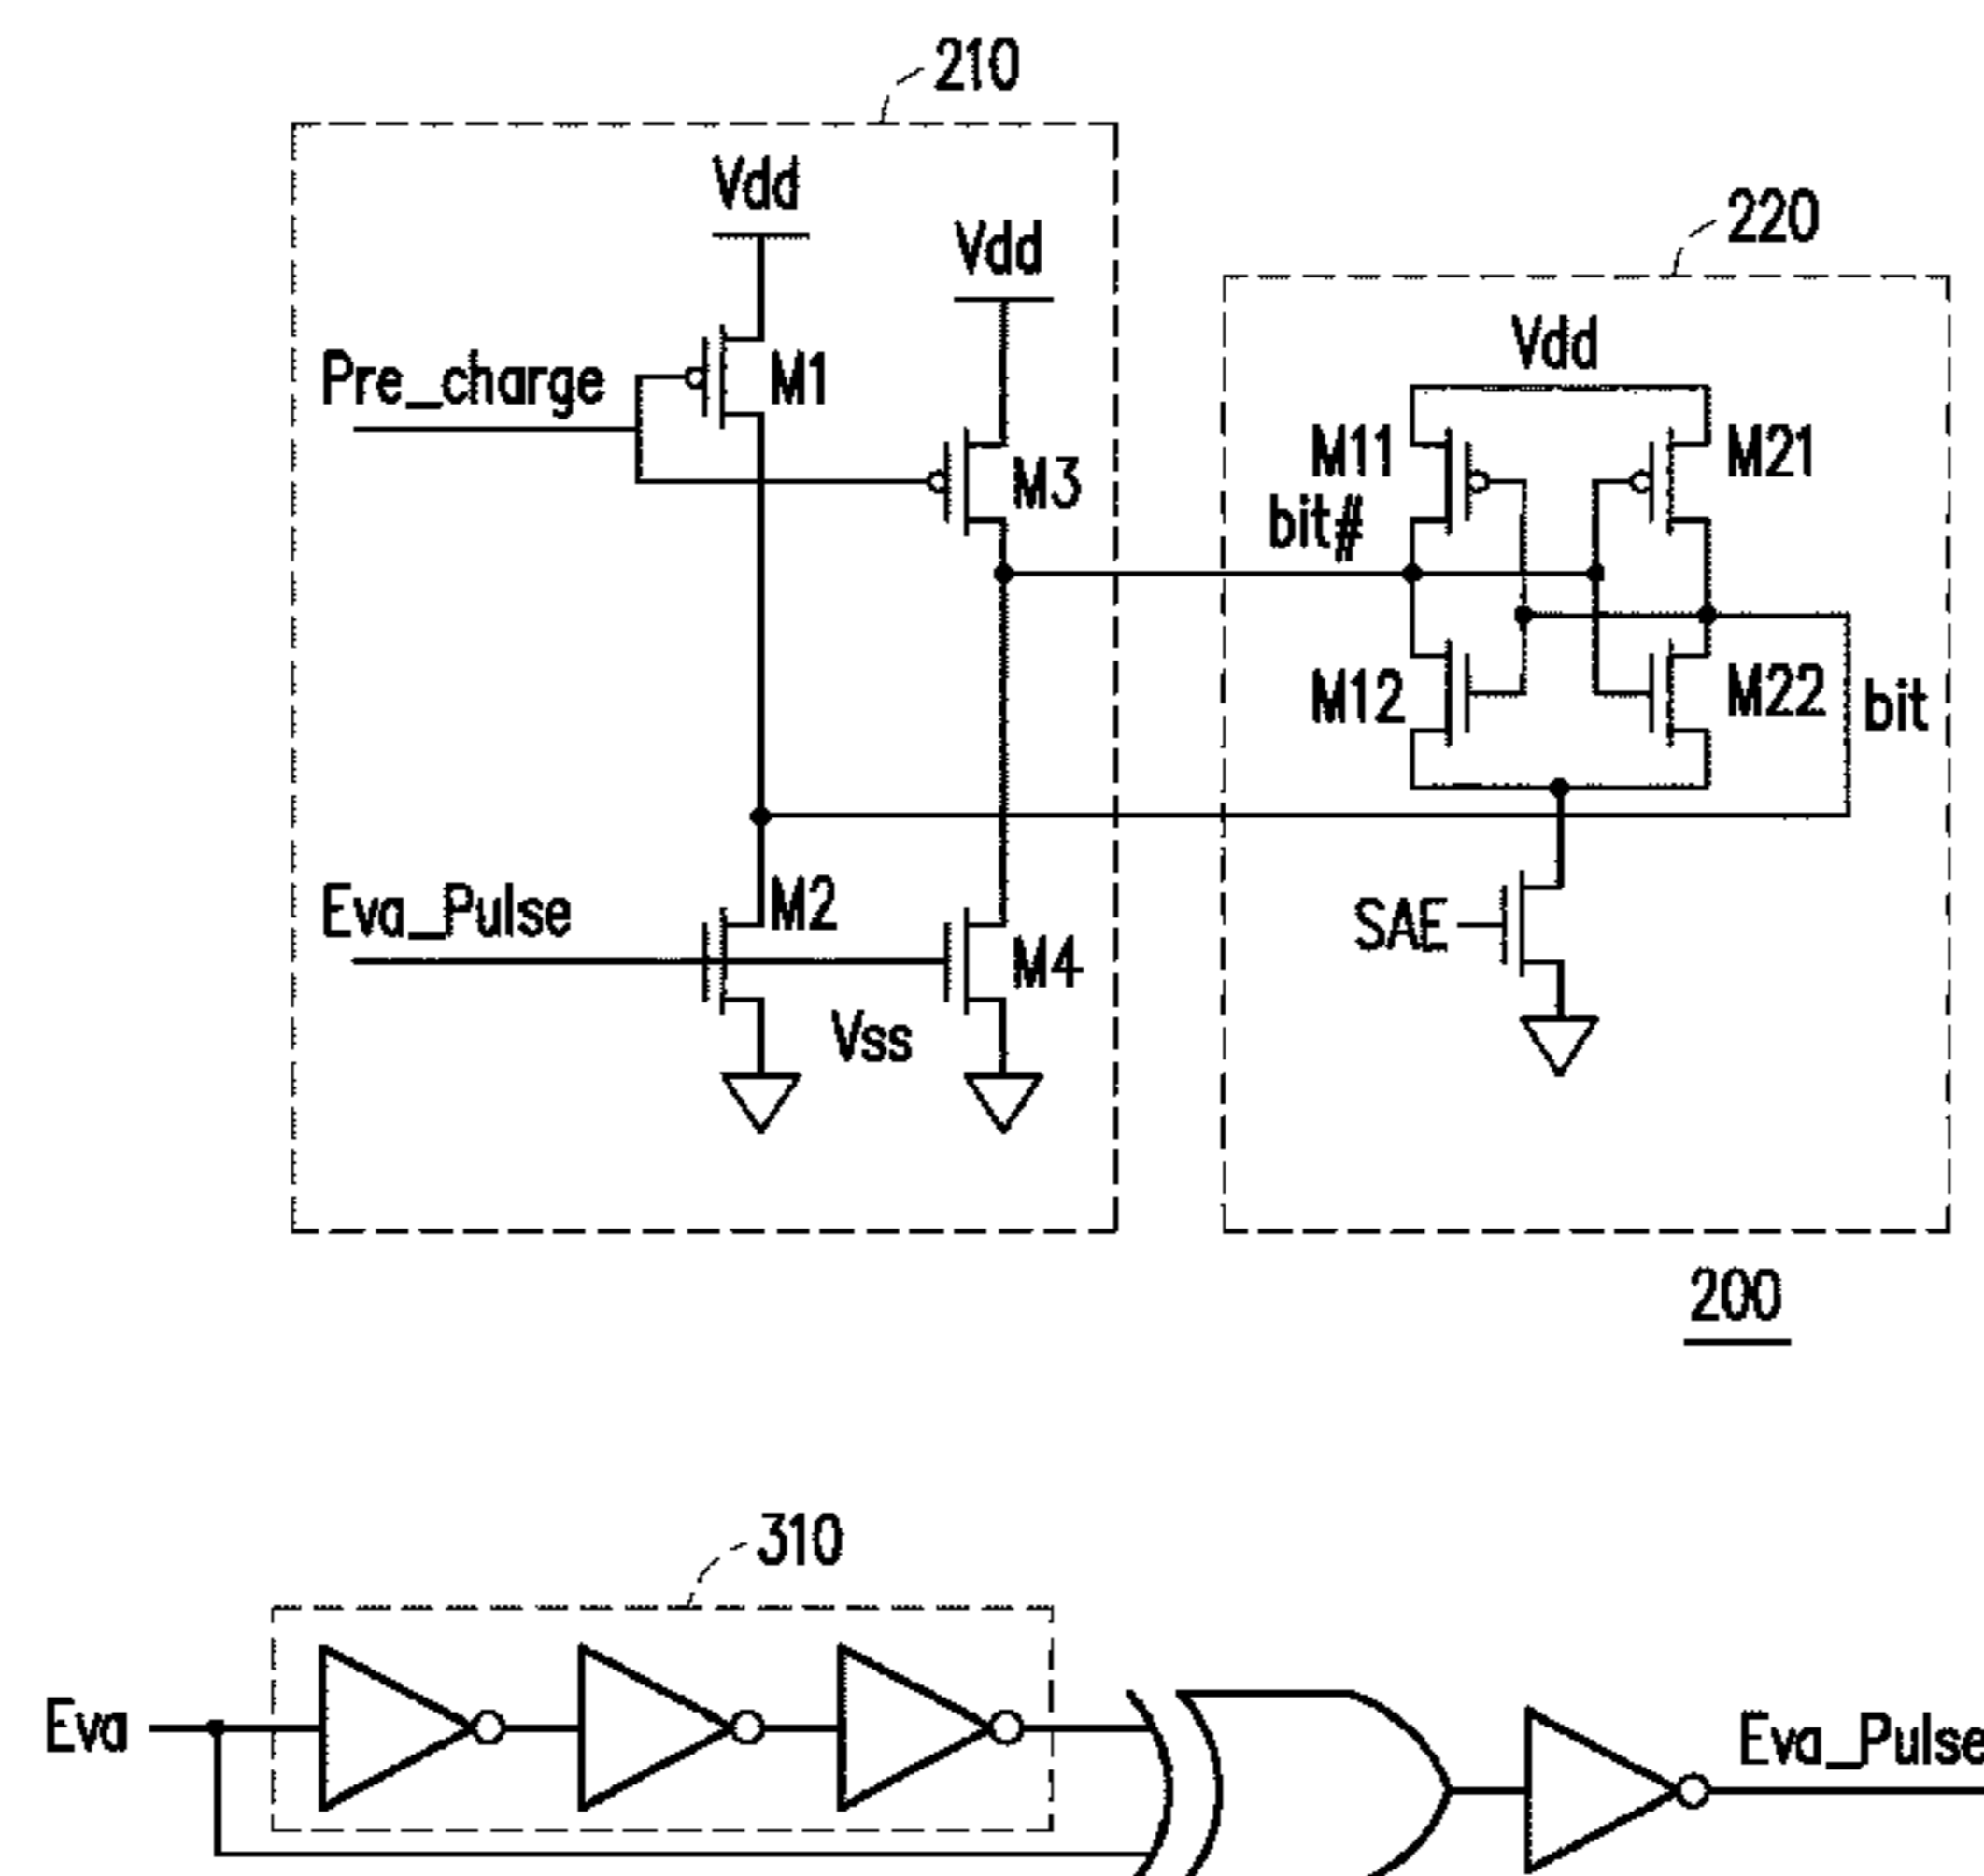 210
Vdd
Vdd
220
Vdd
Pre_charge
M1
M11
M21
M3
bit#
M12
M22
bit
Eva_Pulse
M2
SAE
M4
Vss
200
310
Eva
Eva_Pulse